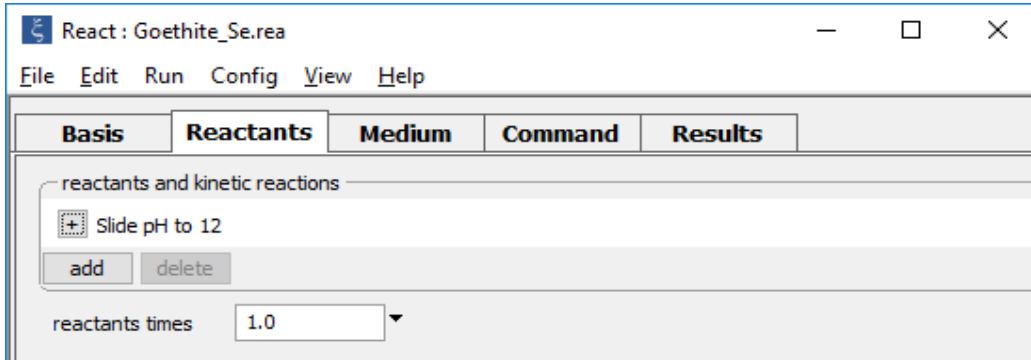 React : Goethite_Se.rea
File Edit Run Config View Help
Basis Reactants Medium Command Results
reactants and kinetic reactions
+ Slide pH to 12
add delete
reactants times 1.0